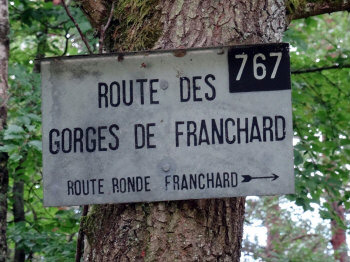 767
ROUTE DES
GORGES DE FRANCHARD
ROUTE RONDE FRANCHARD